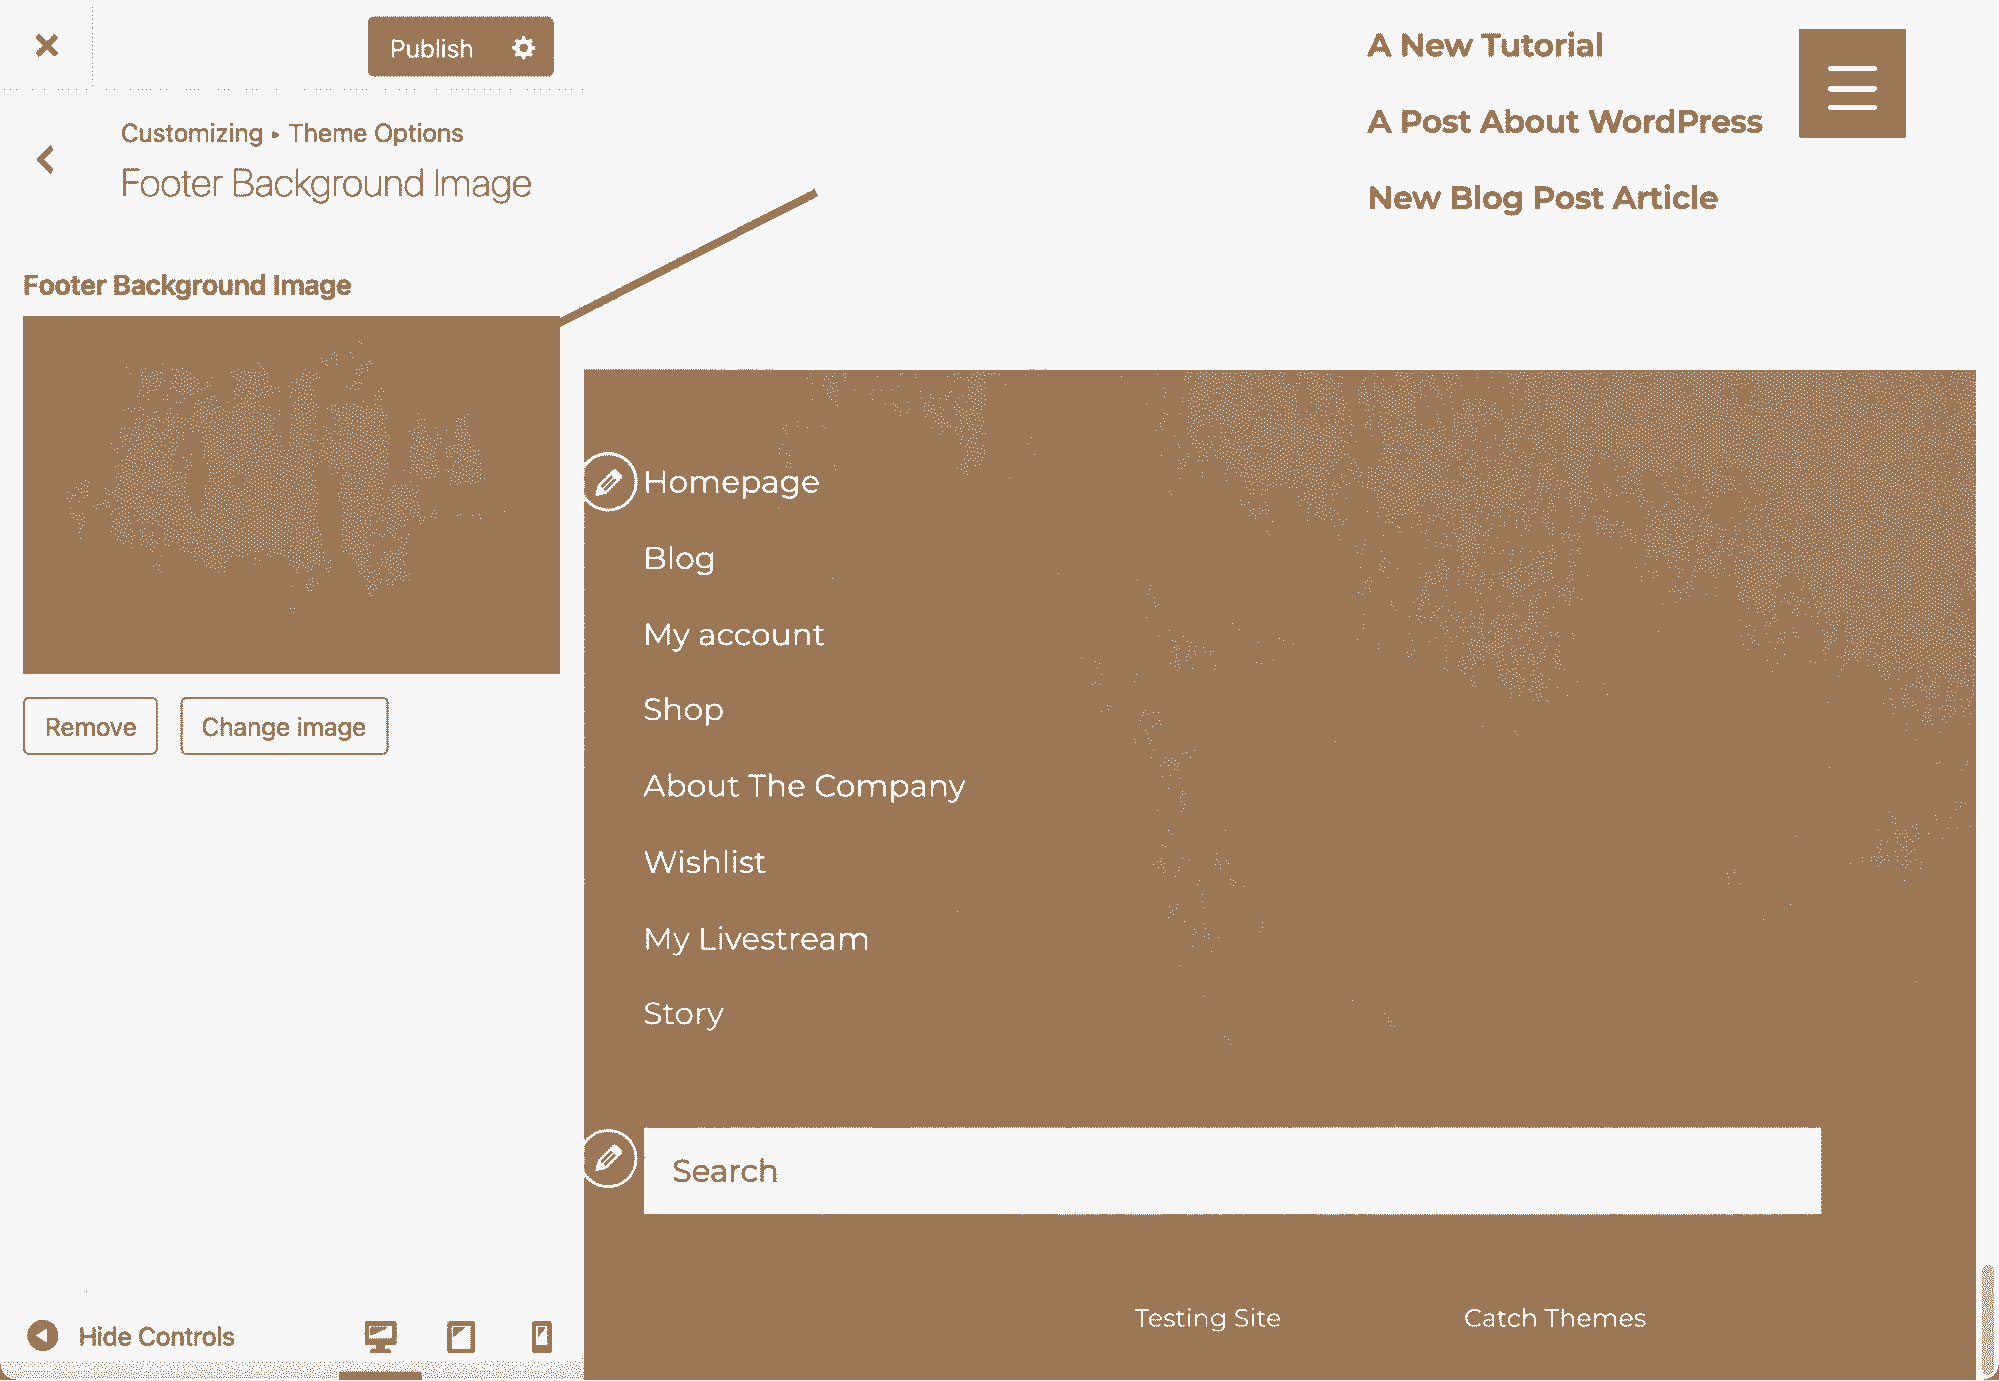 Publish
Customizing ▸ Theme Options
Footer Background Image
Footer Background Image
Remove
Change image
Hide Controls
A New Tutorial
A Post About WordPress
New Blog Post Article
Homepage
Blog
My account
Shop
About The Company
Wishlist
My Livestream
Story
Search
Testing Site
Catch Themes